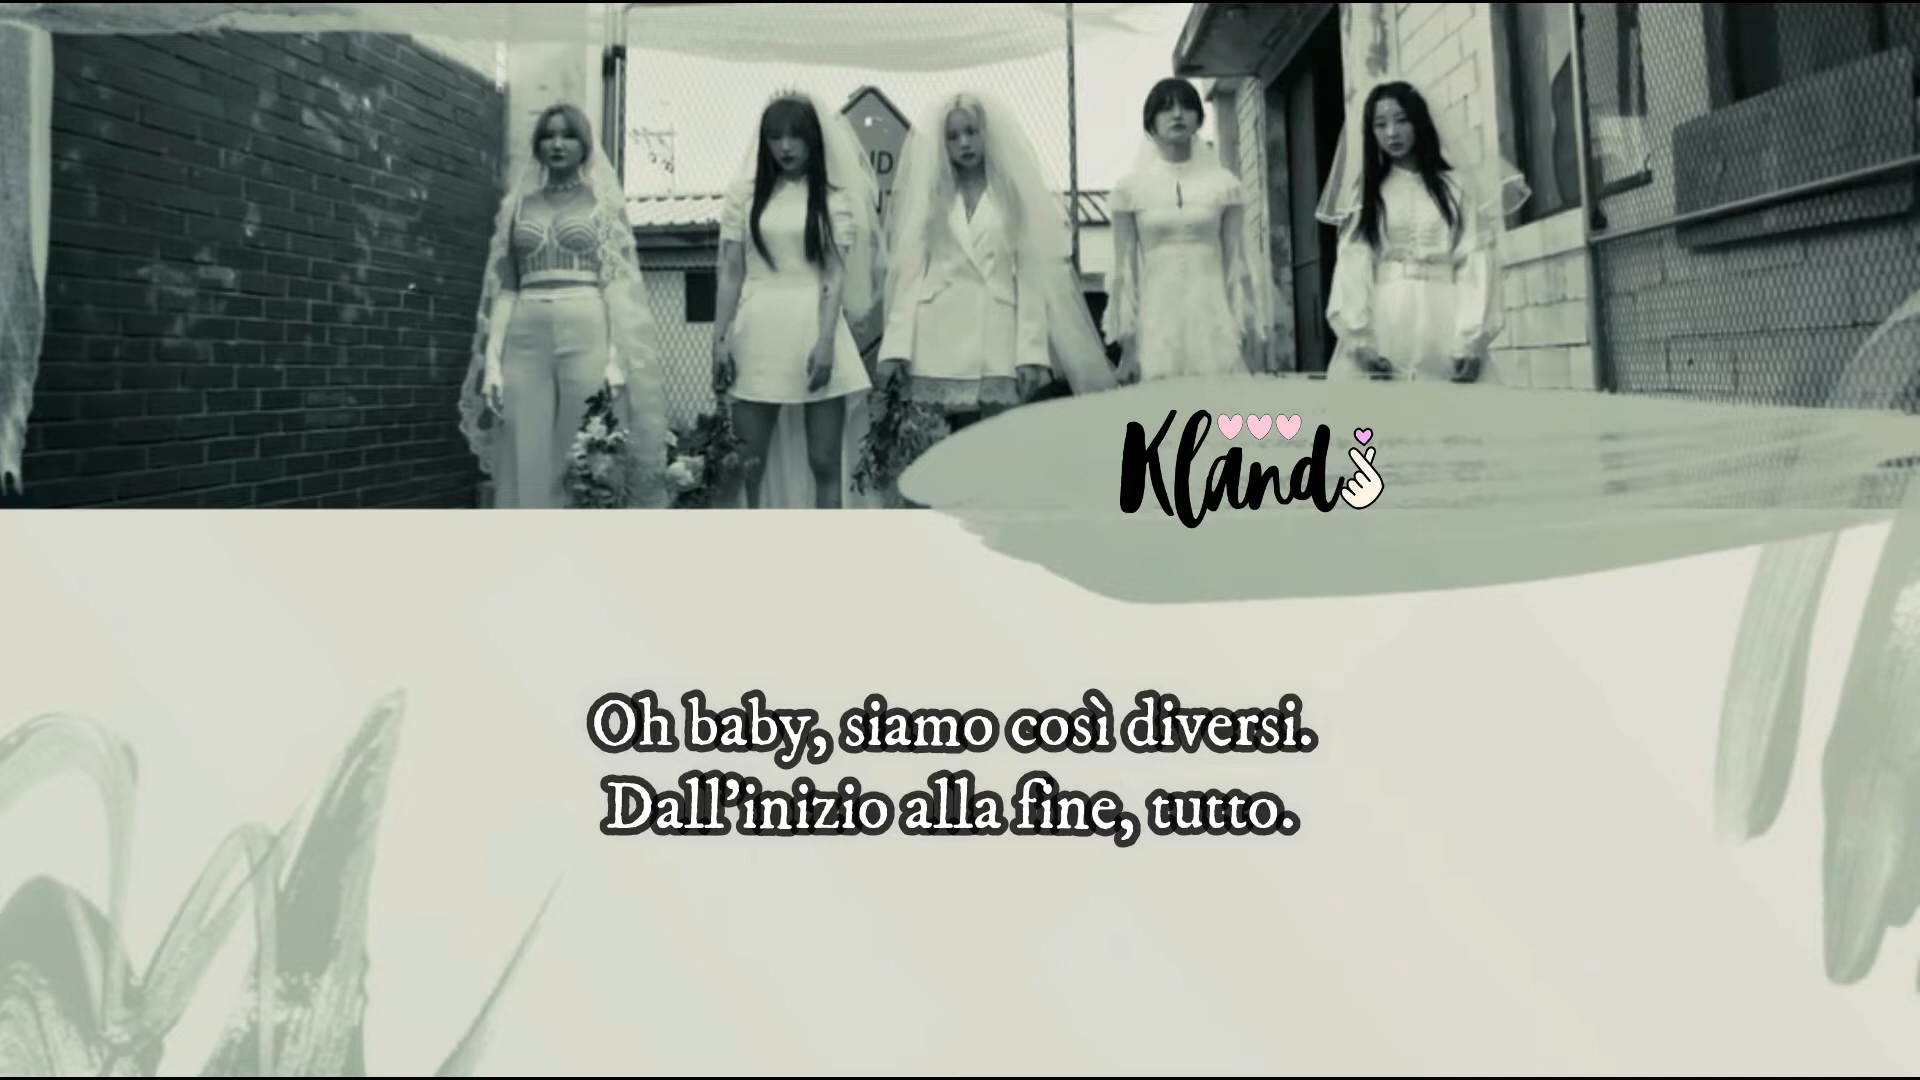 Kland
Oh baby, siamo così diversi.
Dall'inizio alla fine, tutto.